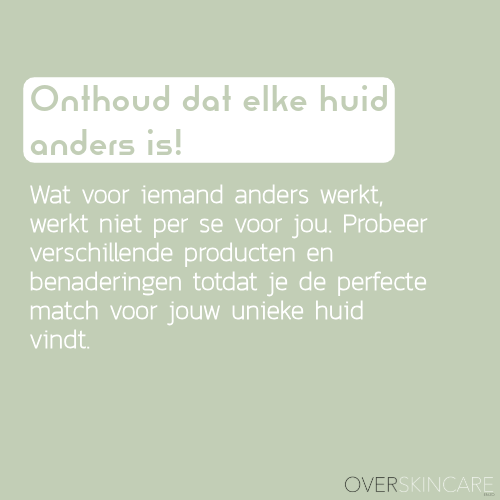 Onthoud dat elke huid
anders is!
Wat voor iemand anders werkt,
werkt niet per se voor jou. Probeer
verschillende producten en
benaderingen totdat je de perfecte
match voor jouw unieke huid
vindt.
OVERSKINCARE